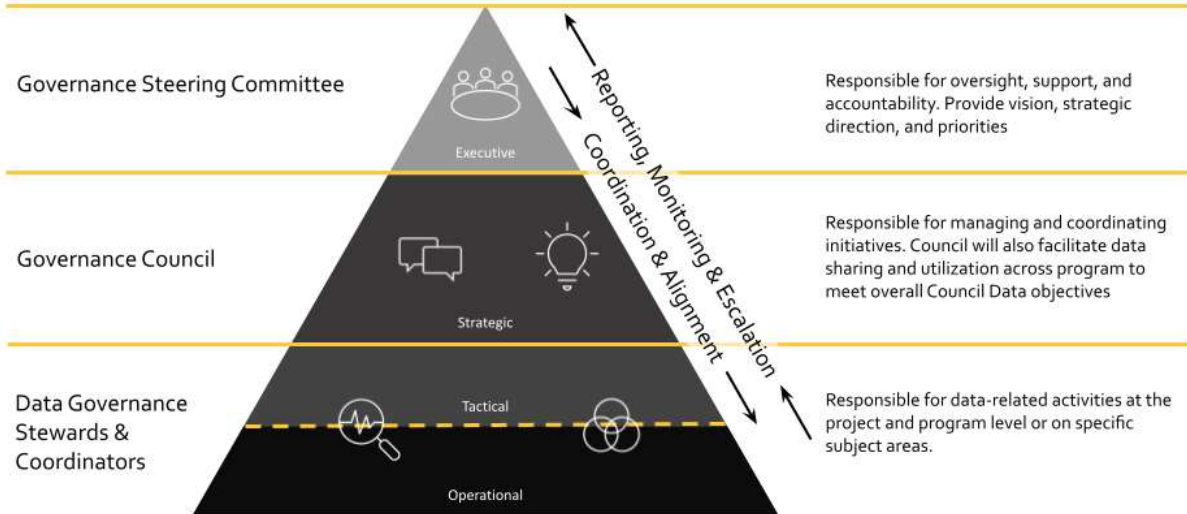 Governance Steering Committee
Executive
Responsible for oversight, support, and
accountability. Provide vision, strategic
direction, and priorities
Reporting, Monitoring & Escalation
Coordination & Alignment
Governance Council
Strategic
Responsible for managing and coordinating
initiatives. Council will also facilitate data
sharing and utilization across program to
meet overall Council Data objectives
Data Governance
Stewards &
Coordinators
Tactical
Operational
Responsible for data-related activities at the
project and program level or on specific
subject areas.